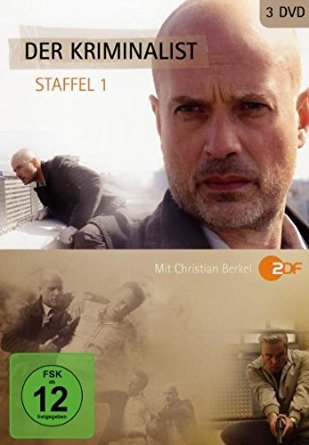 3 DVD
DER KRIMINALIST
STAFFEL 1
Mit Christian Berkel
ZDF
FSK
ab
12
freigegeben